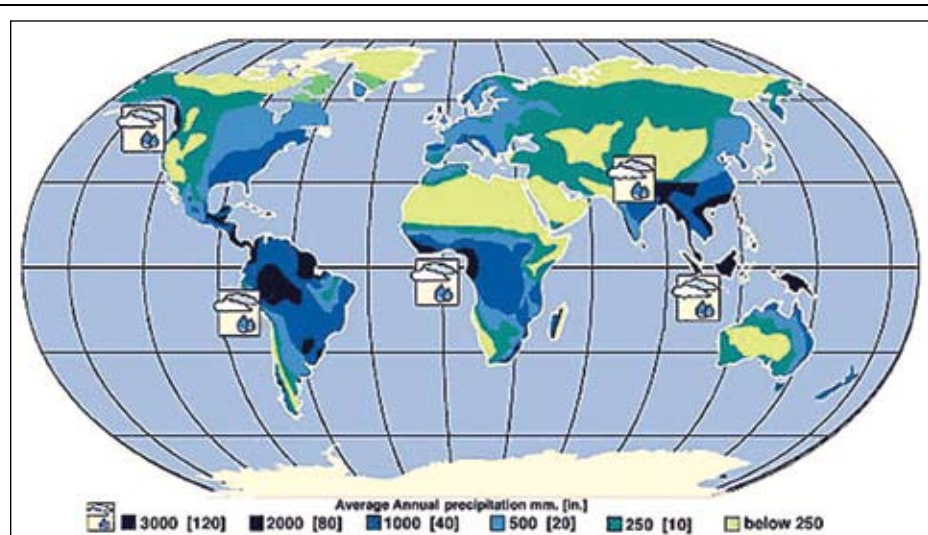 Average Annual precipitation mm. [in.]
3000 [120] 2000 [80] 1000 [40] 500 [20] 250 [10] below 250